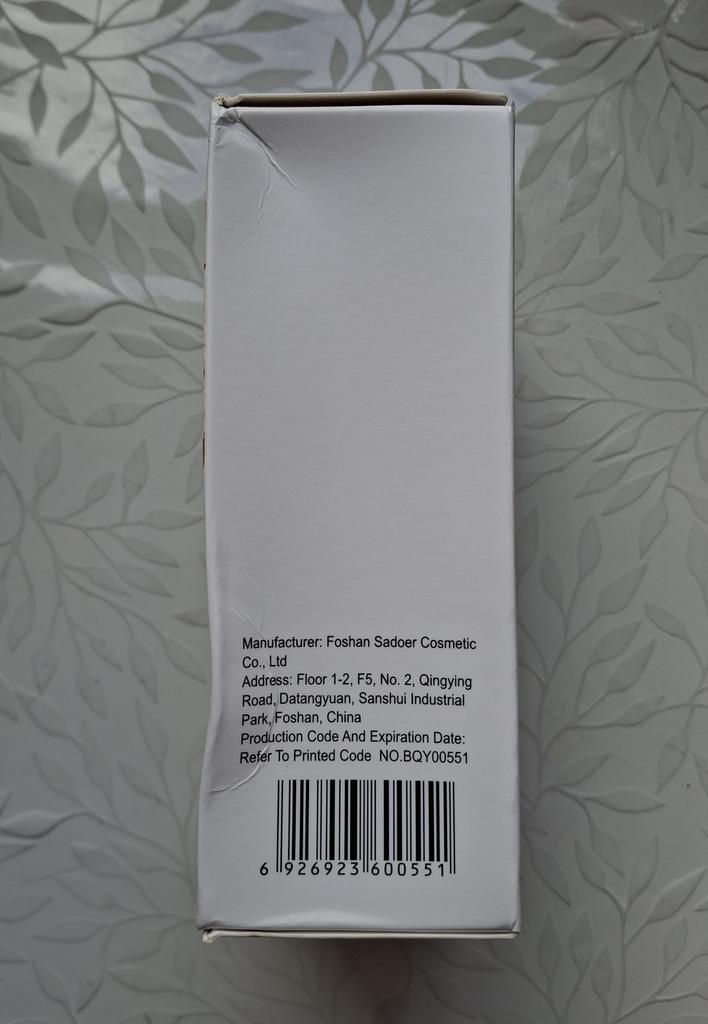 Manufacturer: Foshan Sadoer Cosmetic
Co., Ltd
Address: Floor 1-2, F5, No. 2, Qingying
Road, Datangyuan, Sanshui Industrial
Park, Foshan, China
Production Code And Expiration Date:
Refer To Printed Code NO.BQY00551
6 926923 600551